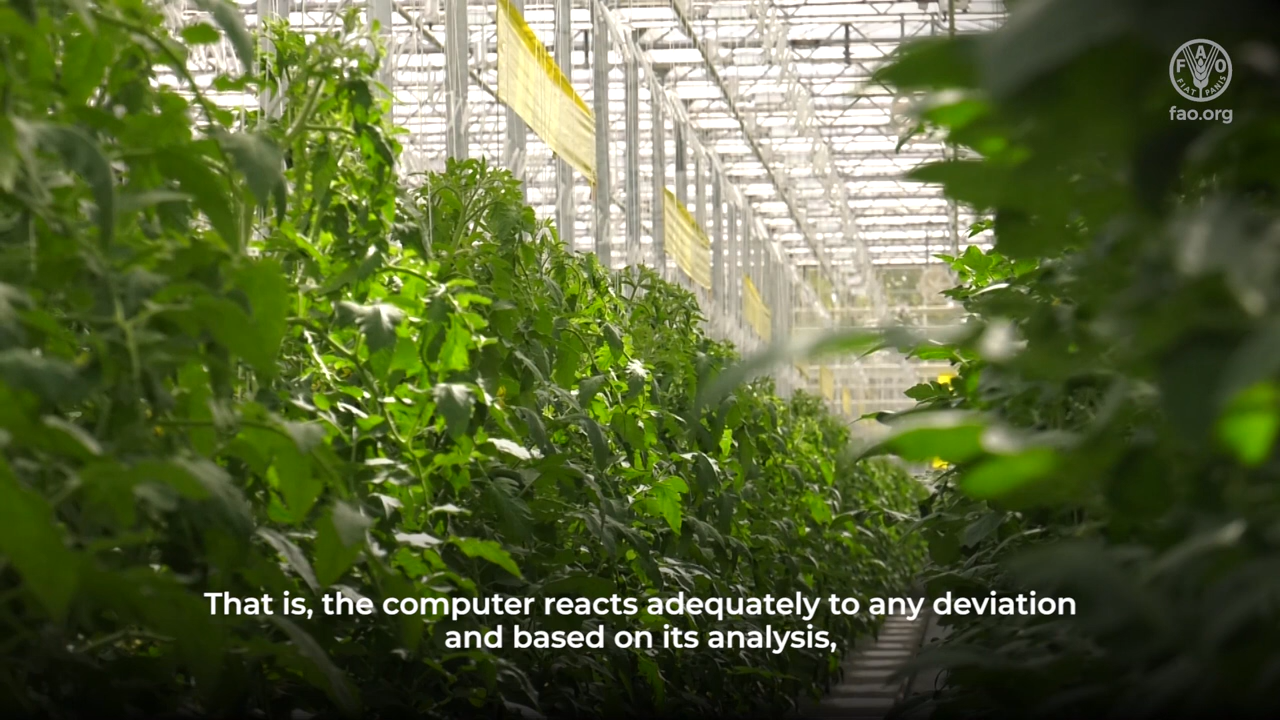 F A O
FIAT PANIS
fao.org
That is, the computer reacts adequately to any deviation
and based on its analysis,